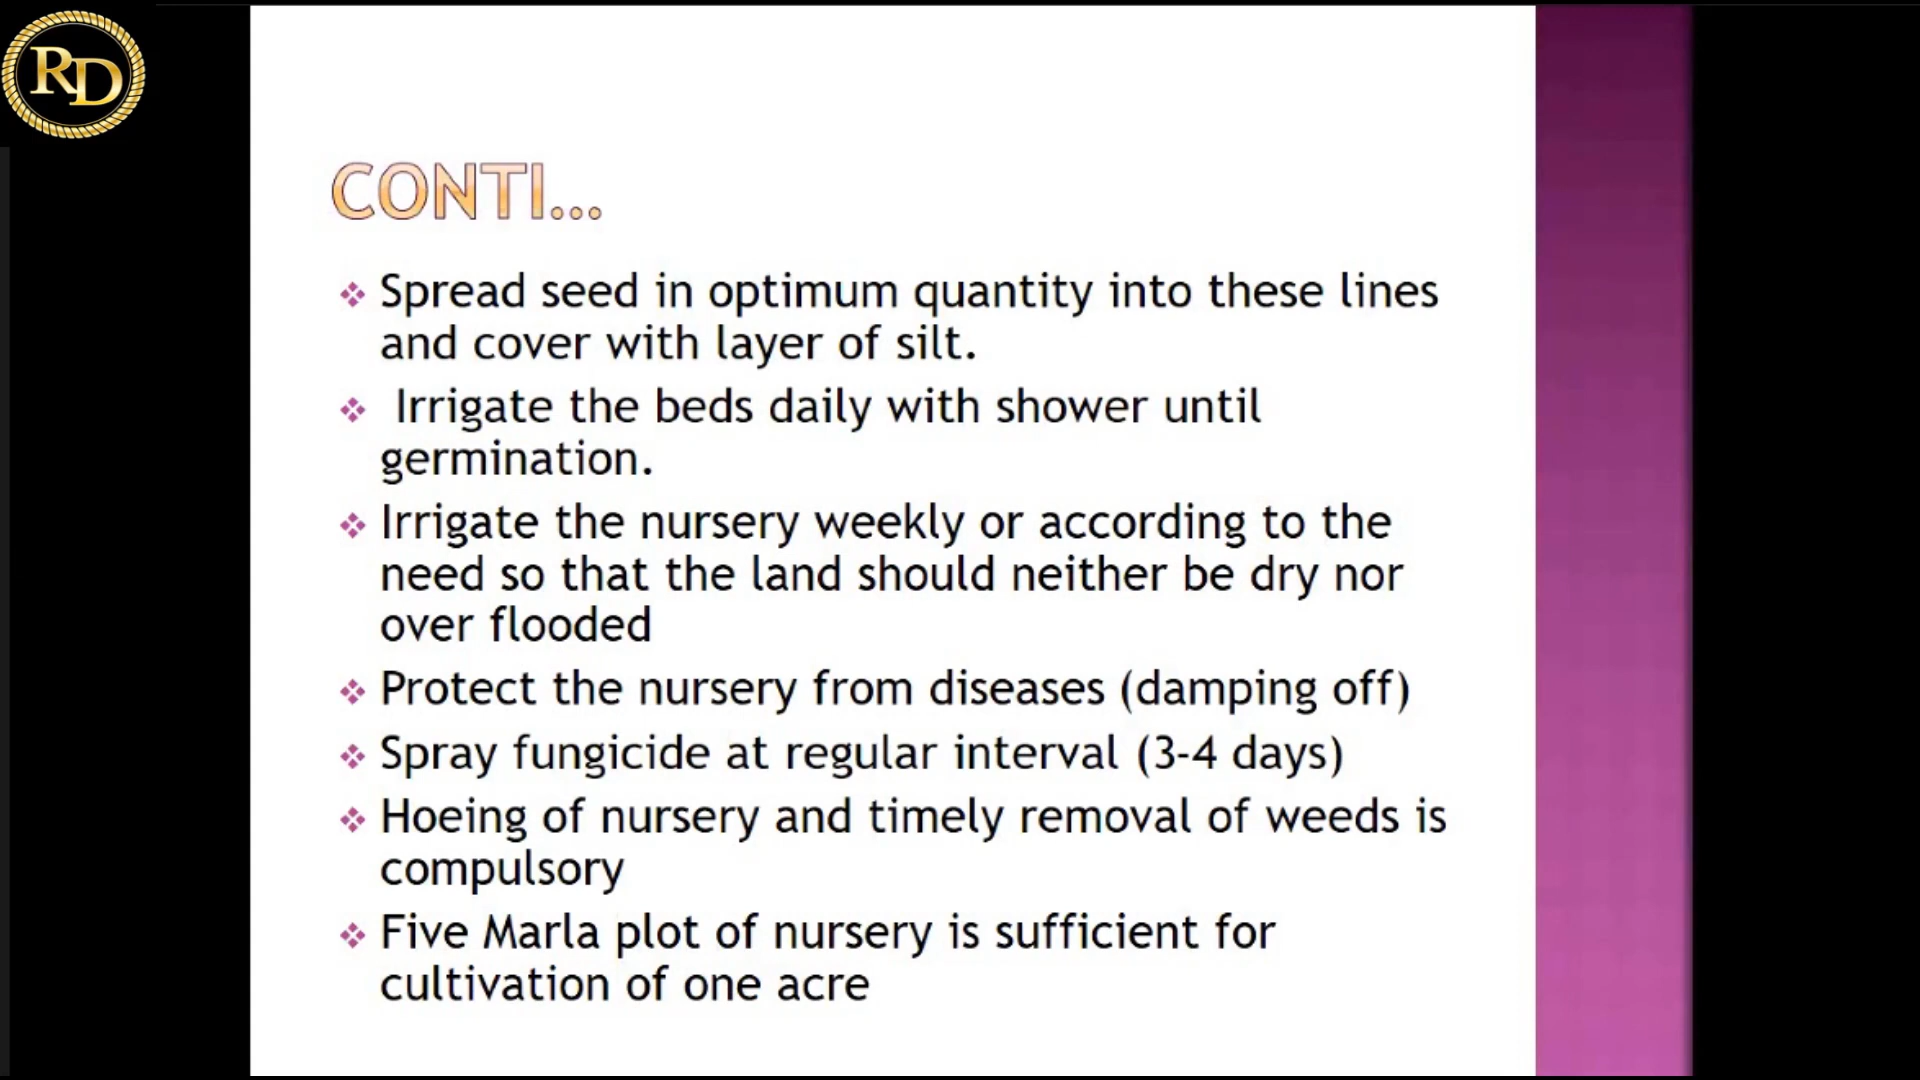 RD
CONTI...
Spread seed in optimum quantity into these lines
and cover with layer of silt.
Irrigate the beds daily with shower until
germination.
Irrigate the nursery weekly or according to the
need so that the land should neither be dry nor
over flooded
Protect the nursery from diseases (damping off)
Spray fungicide at regular interval (3-4 days)
Hoeing of nursery and timely removal of weeds is
compulsory
Five Marla plot of nursery is sufficient for
cultivation of one acre